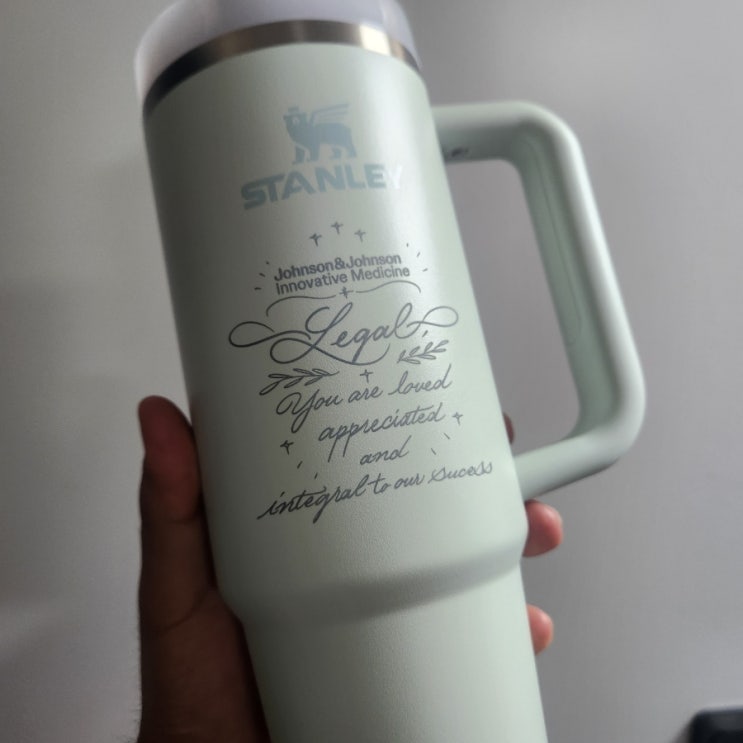 STANLEY
Johnson&Johnson
Innovative Medicine
Legal
You are loved
appreciated
and
integral to our sucess